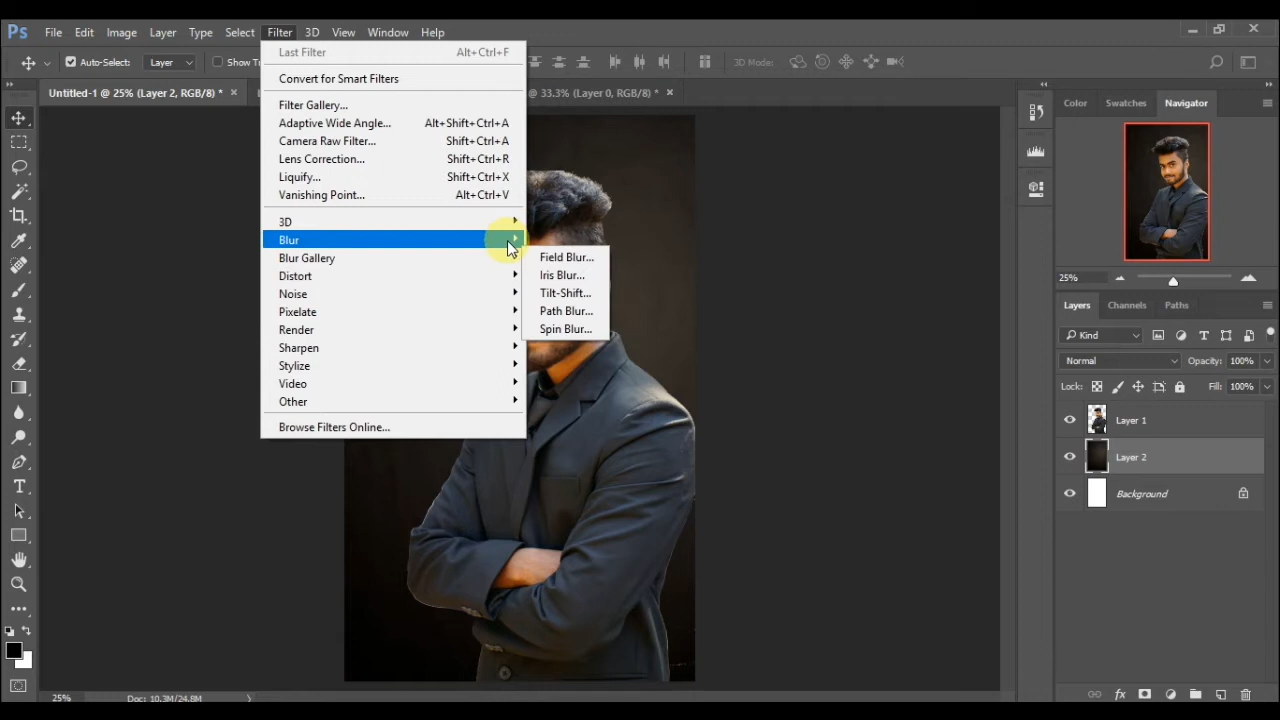 Ps File Edit Image Layer Type Select Filter 3D View Window Help
Auto-Select: Layer Show Tr 3D Mode:
Untitled-1 @ 25% (Layer 2, RGB/8) * × @ 33.3% (Layer 0, RGB/8) * ×
Last Filter Alt+Ctrl+F
Convert for Smart Filters
Filter Gallery...
Adaptive Wide Angle... Alt+Shift+Ctrl+A
Camera Raw Filter... Shift+Ctrl+A
Lens Correction... Shift+Ctrl+R
Liquify... Shift+Ctrl+X
Vanishing Point... Alt+Ctrl+V
3D
Blur
Blur Gallery
Distort
Noise
Pixelate
Render
Sharpen
Stylize
Video
Other
Browse Filters Online...
Field Blur...
Iris Blur...
Tilt-Shift...
Path Blur...
Spin Blur...
Color Swatches Navigator
25%
Layers Channels Paths
Kind
Normal Opacity: 100%
Lock: Fill: 100%
Layer 1
Layer 2
Background
fx
25% Doc: 10.3M/24.8M